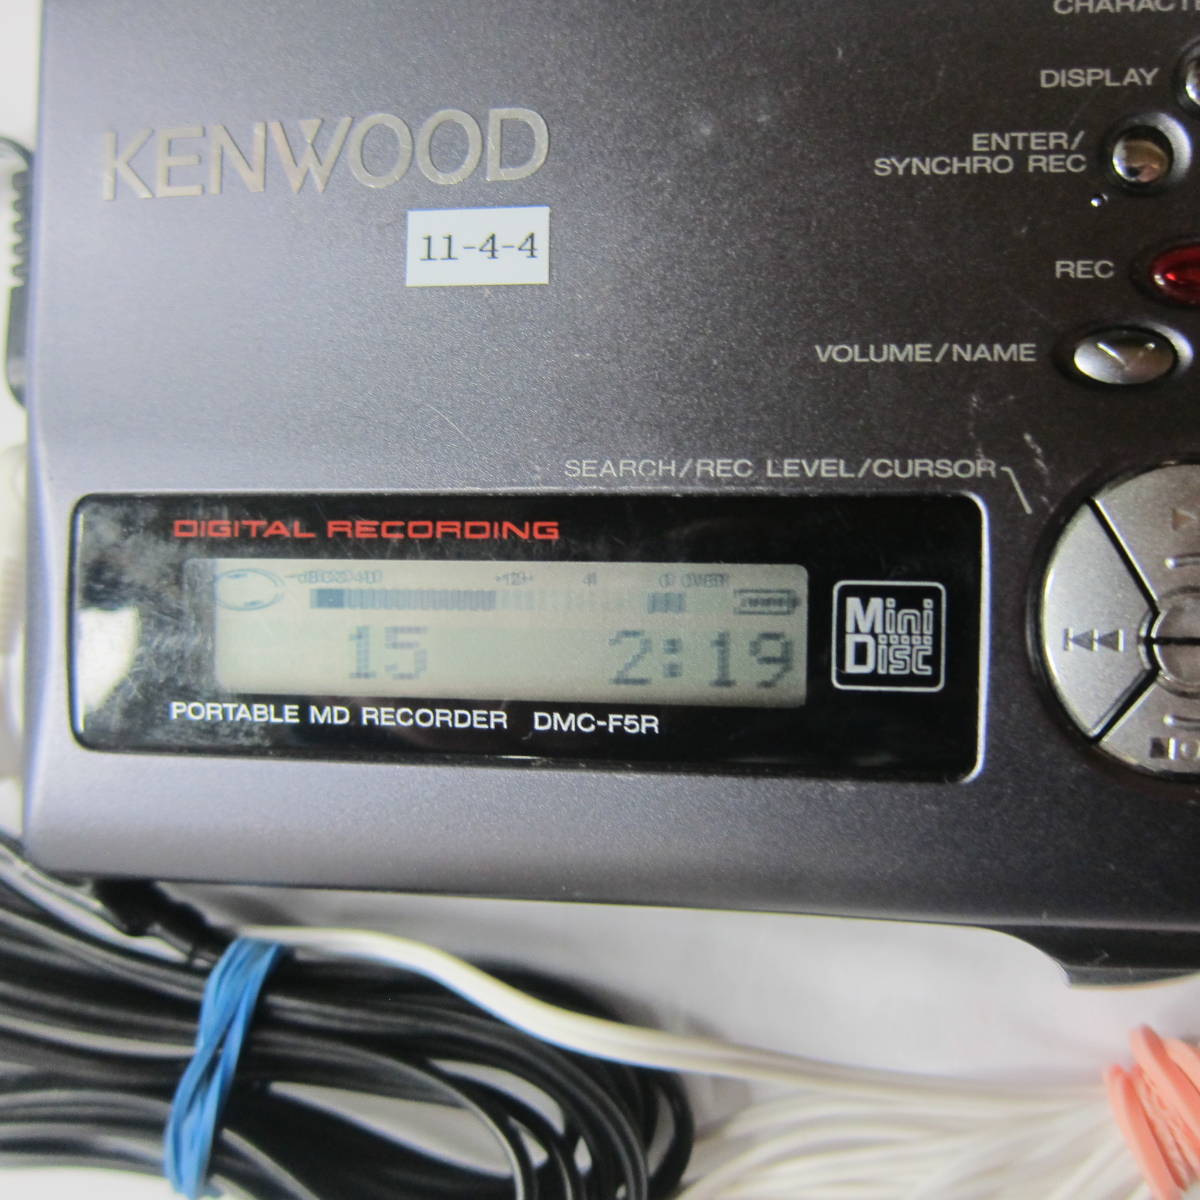 DISPLAY
KENWOOD
ENTER/
SYNCHRO REC
11-4-4
REC
VOLUME/NAME
SEARCH/REC LEVEL/CURSOR
DIGITAL RECORDING
OVER
15 2:19
Mini
Disc
PORTABLE MD RECORDER DMC-F5R